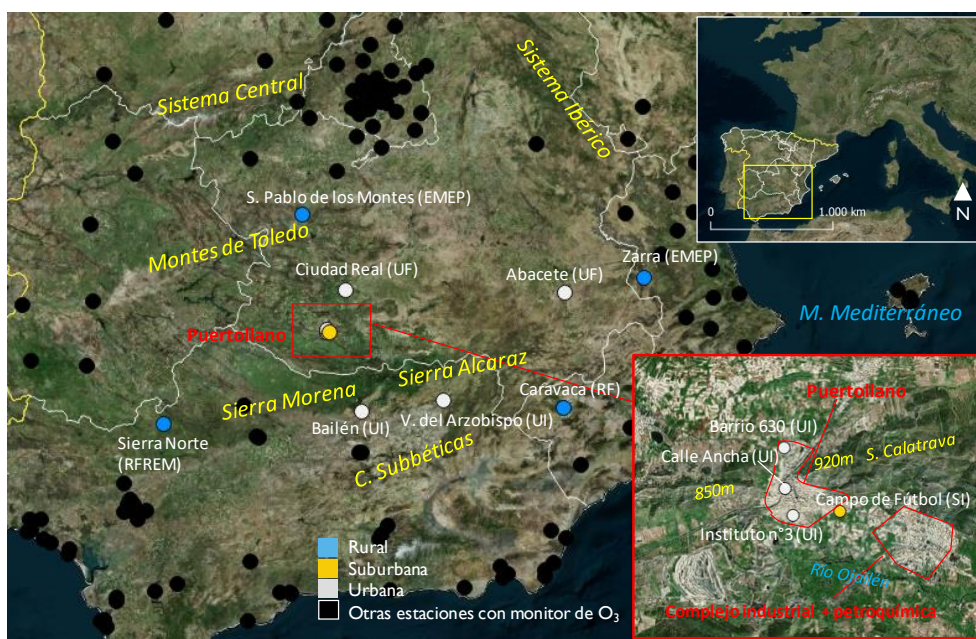 Sistema Central
Sistema Ibérico
N
0
1.000 km
S. Pablo de los Montes (EMEP)
Montes de Toledo
Ciudad Real (UF)
Abacete (UF)
Zarra (EMEP)
M. Mediterráneo
Puertollano
Sierra Alcaraz
Sierra Morena
Caravaca (RF)
Bailén (UI)
V. del Arzobispo (UI)
Sierra Norte
(RFREM)
C. Subbéticas
Puertollano
Barrio 630 (UI)
Calle Ancha (UI)
920m S. Calatrava
850m
Campo de Fútbol (SI)
Instituto nº3 (UI)
Río Ojailén
Complejo industrial + petroquímica
Rural
Suburbana
Urbana
Otras estaciones con monitor de O₃